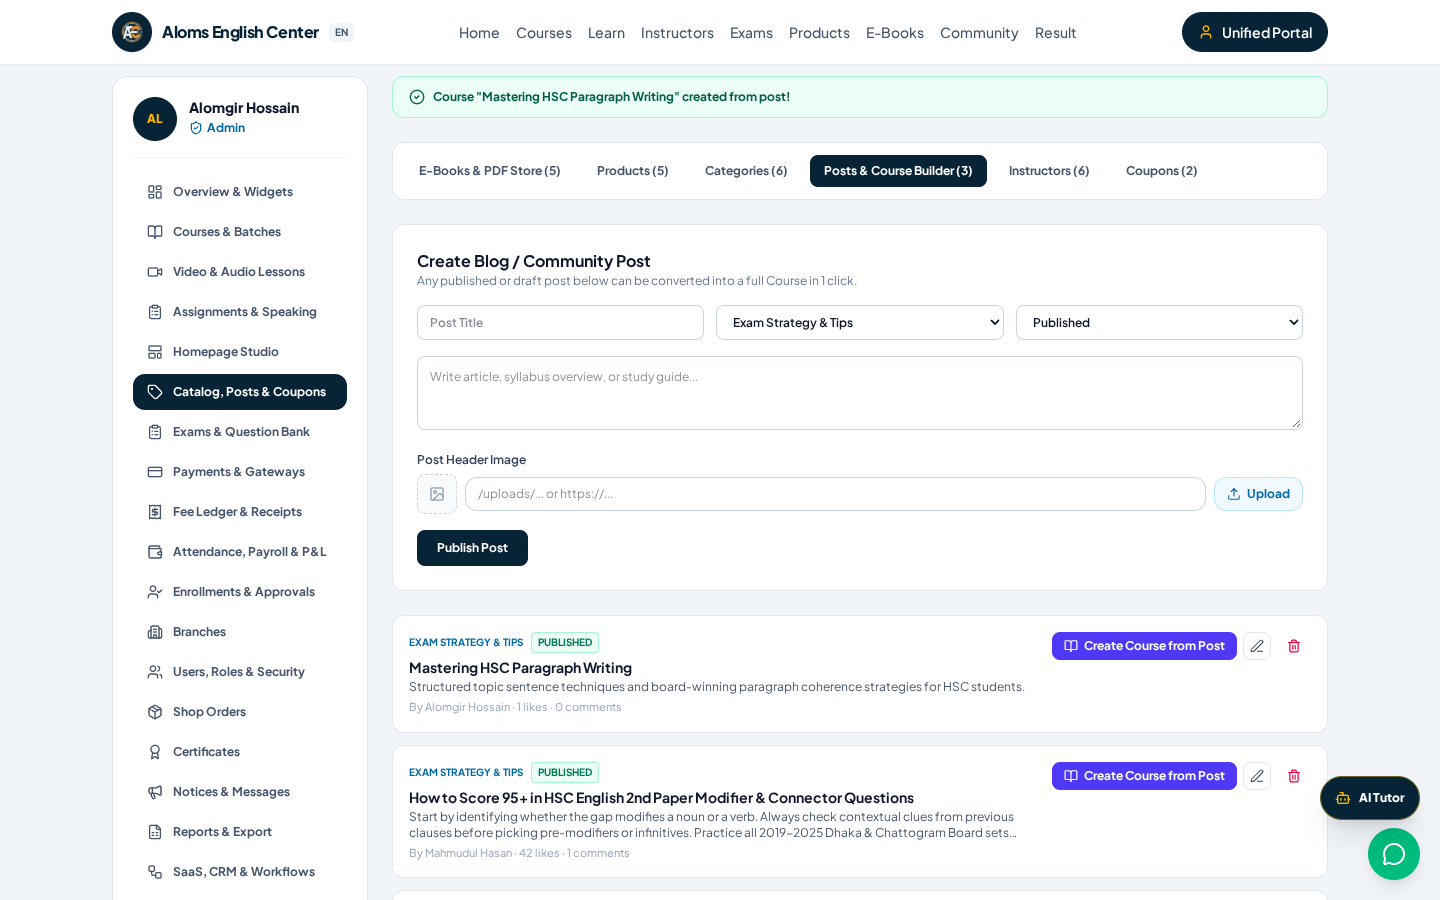 Aloms English Center EN
Home Courses Learn Instructors Exams Products E-Books Community Result
Unified Portal
AL
Alomgir Hossain
Admin
Overview & Widgets
Courses & Batches
Video & Audio Lessons
Assignments & Speaking
Homepage Studio
Catalog, Posts & Coupons
Exams & Question Bank
Payments & Gateways
Fee Ledger & Receipts
Attendance, Payroll & P&L
Enrollments & Approvals
Branches
Users, Roles & Security
Shop Orders
Certificates
Notices & Messages
Reports & Export
SaaS, CRM & Workflows
Course "Mastering HSC Paragraph Writing" created from post!
E-Books & PDF Store (5) Products (5) Categories (6) Posts & Course Builder (3) Instructors (6) Coupons (2)
Create Blog / Community Post
Any published or draft post below can be converted into a full Course in 1 click.
Post Title Exam Strategy & Tips Published
Write article, syllabus overview, or study guide...
Post Header Image
/uploads/... or https://... Upload
Publish Post
EXAM STRATEGY & TIPS PUBLISHED
Create Course from Post
Mastering HSC Paragraph Writing
Structured topic sentence techniques and board-winning paragraph coherence strategies for HSC students.
By Alomgir Hossain · 1 likes · 0 comments
EXAM STRATEGY & TIPS PUBLISHED
Create Course from Post
How to Score 95+ in HSC English 2nd Paper Modifier & Connector Questions
Start by identifying whether the gap modifies a noun or a verb. Always check contextual clues from previous
clauses before picking pre-modifiers or infinitives. Practice all 2019–2025 Dhaka & Chattogram Board sets...
By Mahmudul Hasan · 42 likes · 1 comments
AI Tutor